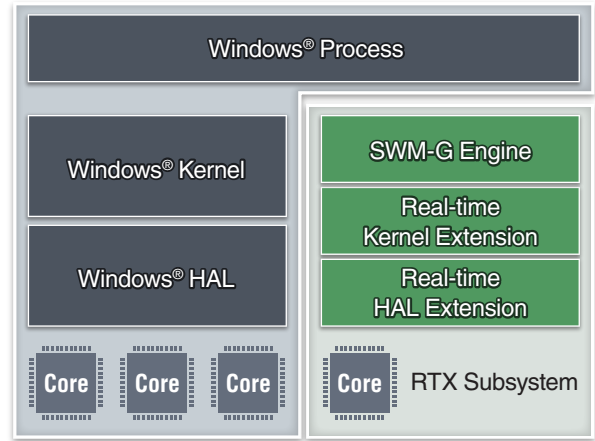 Windows® Process
Windows® Kernel
Windows® HAL
Core
Core
Core
SWM-G Engine
Real-time
Kernel Extension
Real-time
HAL Extension
Core
RTX Subsystem